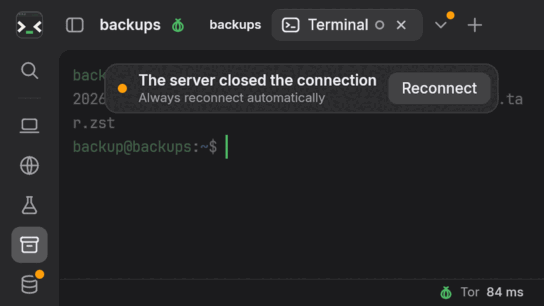 backups
backups
Terminal
The server closed the connection
Always reconnect automatically
Reconnect
back
2026
.ta
r.zst
backup@backups:~$
Tor 84 ms